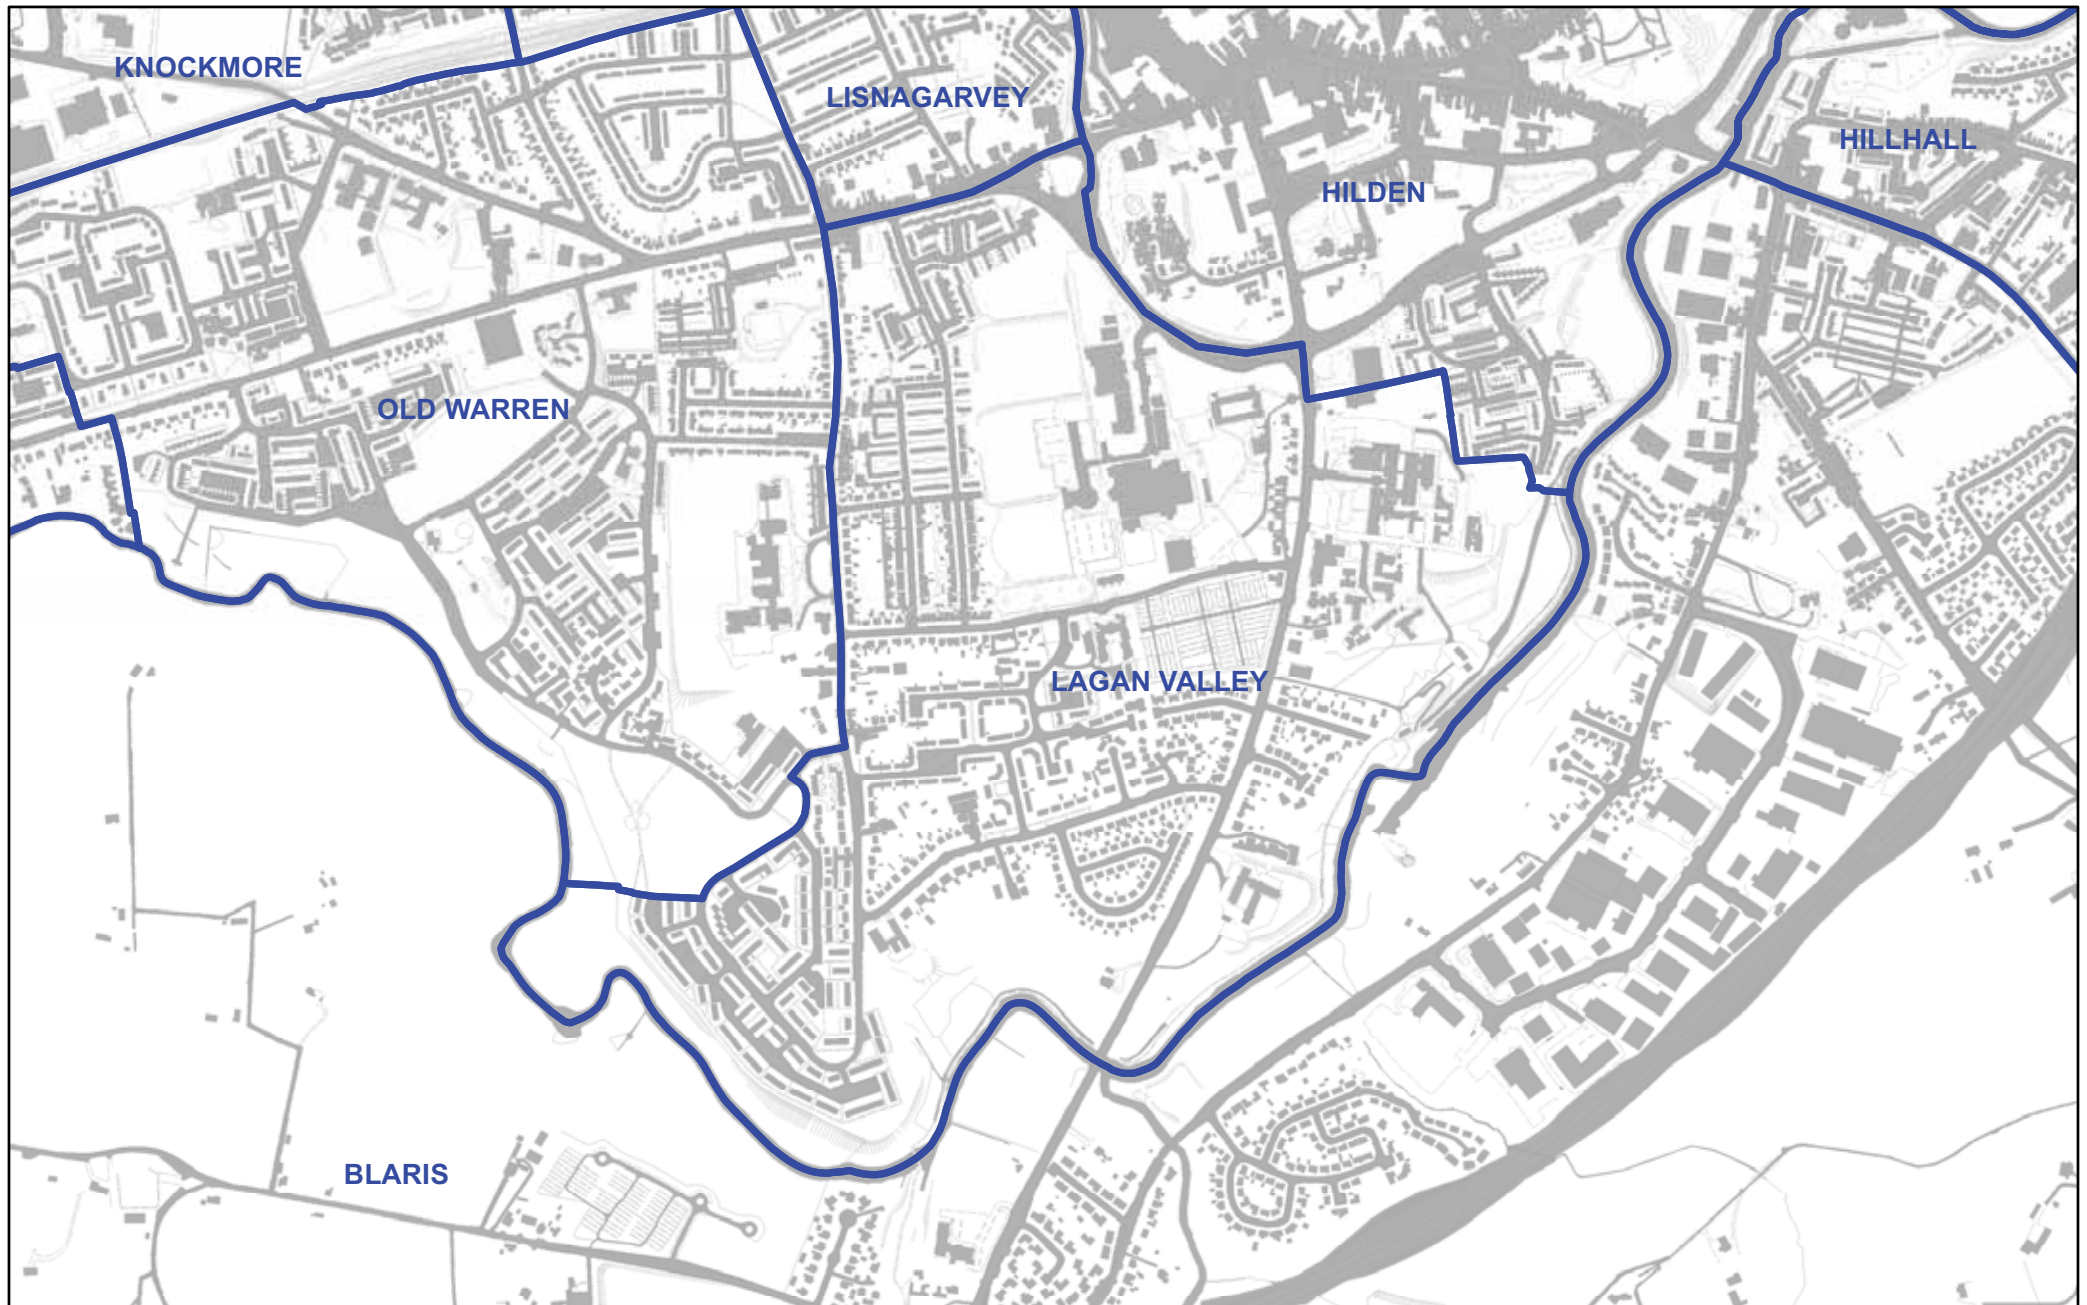 KNOCKMORE
LISNAGARVEY
HILLHALL
HILDEN
OLD WARREN
LAGAN VALLEY
BLARIS